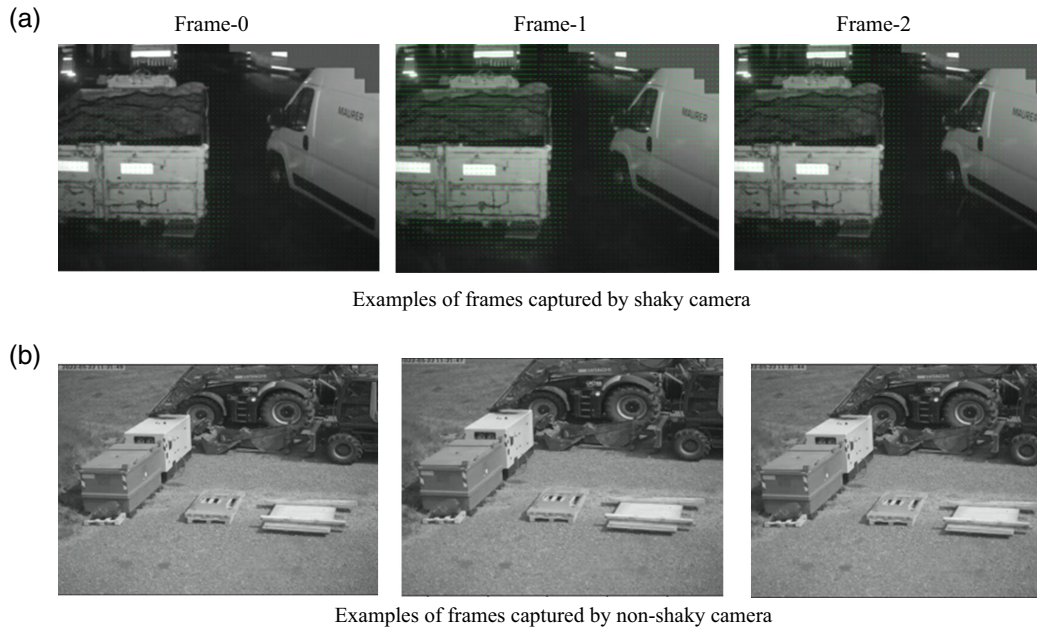 (a)
Frame-0 Frame-1 Frame-2
MAURER MAURER MAURER
Examples of frames captured by shaky camera
(b)
Examples of frames captured by non-shaky camera